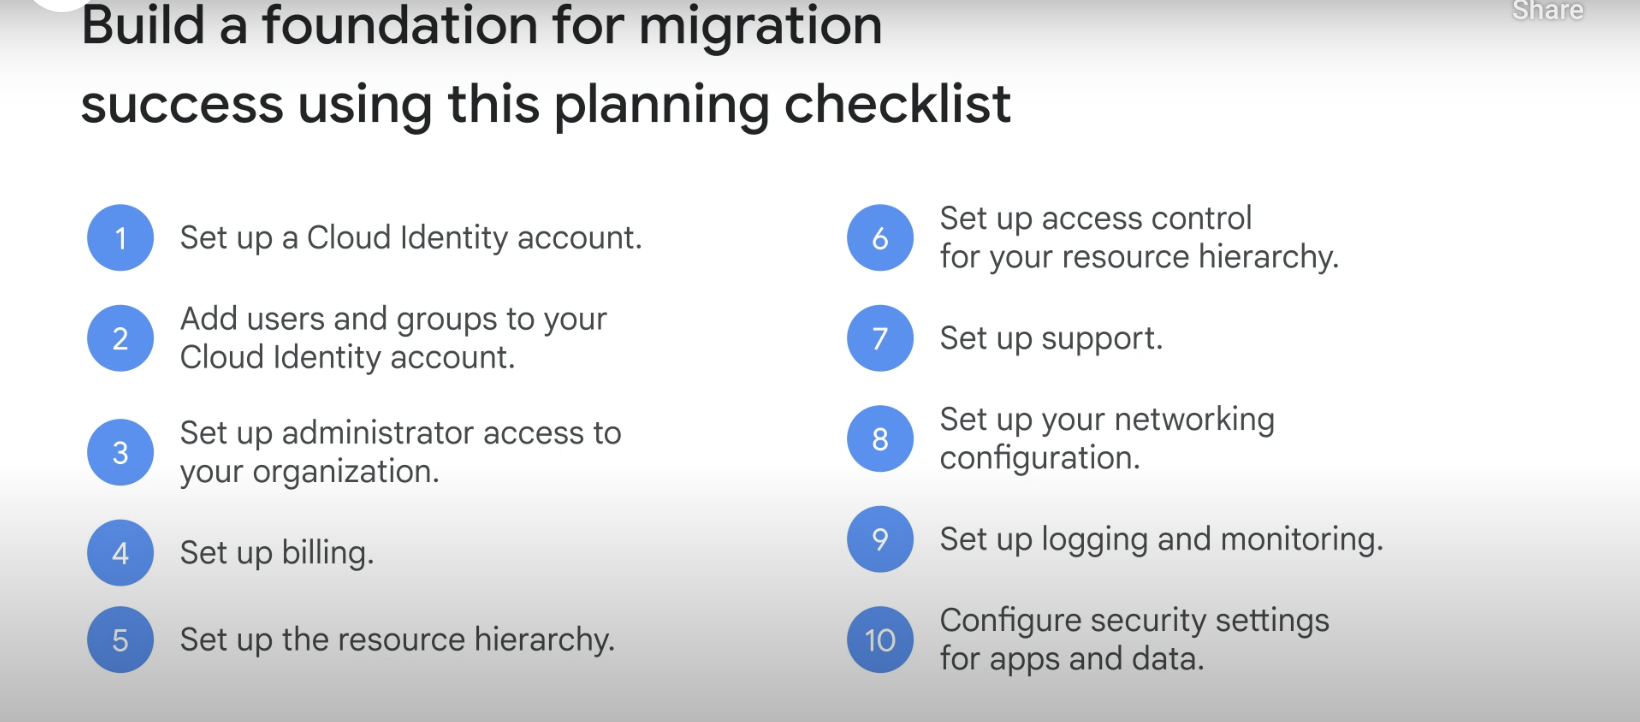 Share
Build a foundation for migration
success using this planning checklist
1 Set up a Cloud Identity account.
2 Add users and groups to your
Cloud Identity account.
3 Set up administrator access to
your organization.
4 Set up billing.
5 Set up the resource hierarchy.
6 Set up access control
for your resource hierarchy.
7 Set up support.
8 Set up your networking
configuration.
9 Set up logging and monitoring.
10 Configure security settings
for apps and data.